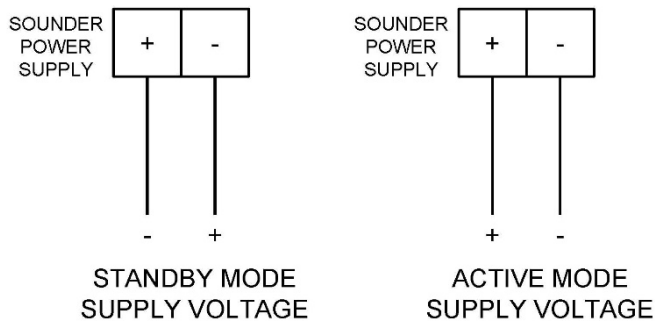 SOUNDER
POWER
SUPPLY
+ -
- +
STANDBY MODE
SUPPLY VOLTAGE
SOUNDER
POWER
SUPPLY
+ -
+ -
ACTIVE MODE
SUPPLY VOLTAGE